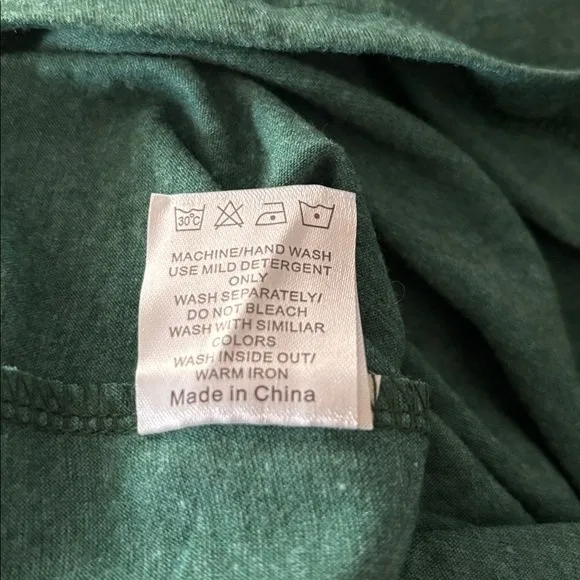 30°C
MACHINE/HAND WASH
USE MILD DETERGENT
ONLY
WASH SEPARATELY/
DO NOT BLEACH
WASH WITH SIMILIAR
COLORS
WASH INSIDE OUT/
WARM IRON
Made in China